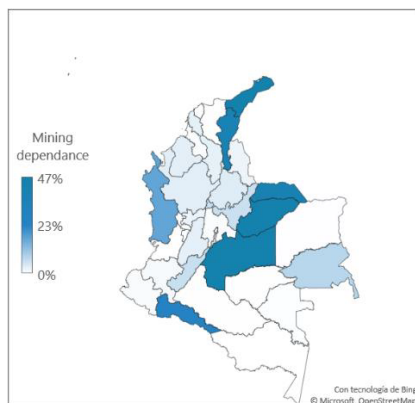 Mining
dependance
47%
23%
0%
Con tecnología de Bing
© Microsoft, OpenStreetMap